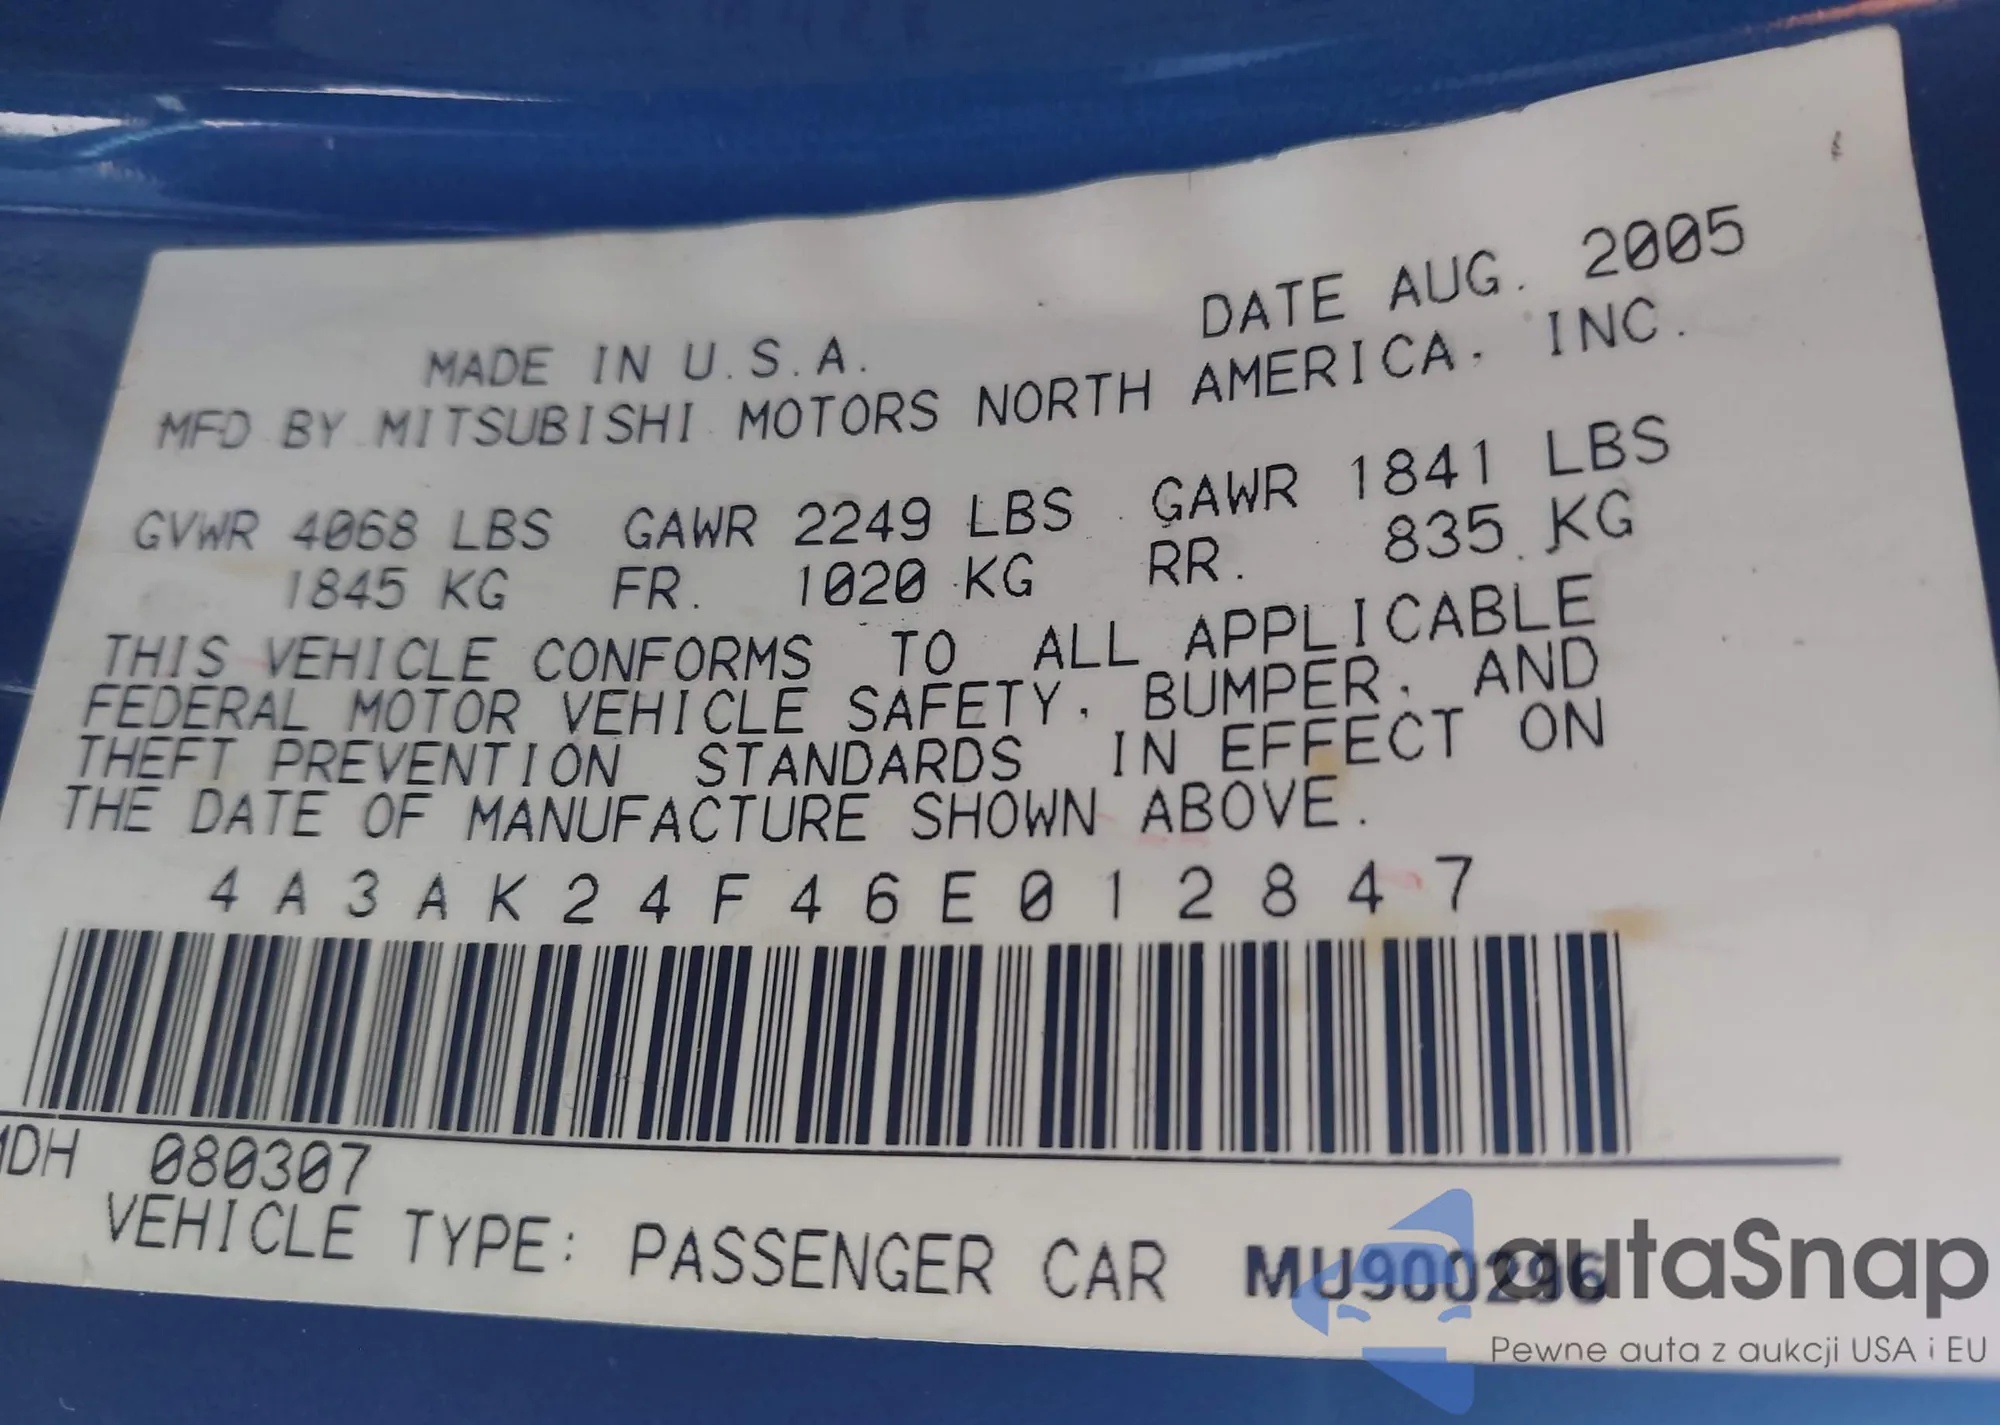 DATE AUG. 2005
MADE IN U.S.A.
MFD BY MITSUBISHI MOTORS NORTH AMERICA, INC.
GVWR 4068 LBS GAWR 2249 LBS GAWR 1841 LBS
1845 KG FR. 1020 KG RR. 835 KG
THIS VEHICLE CONFORMS TO ALL APPLICABLE
FEDERAL MOTOR VEHICLE SAFETY, BUMPER, AND
THEFT PREVENTION STANDARDS IN EFFECT ON
THE DATE OF MANUFACTURE SHOWN ABOVE.
4A3AK24F46E012847
MDH 080307
VEHICLE TYPE: PASSENGER CAR MU900296
autaSnap
Pewne auta z aukcji USA i EU